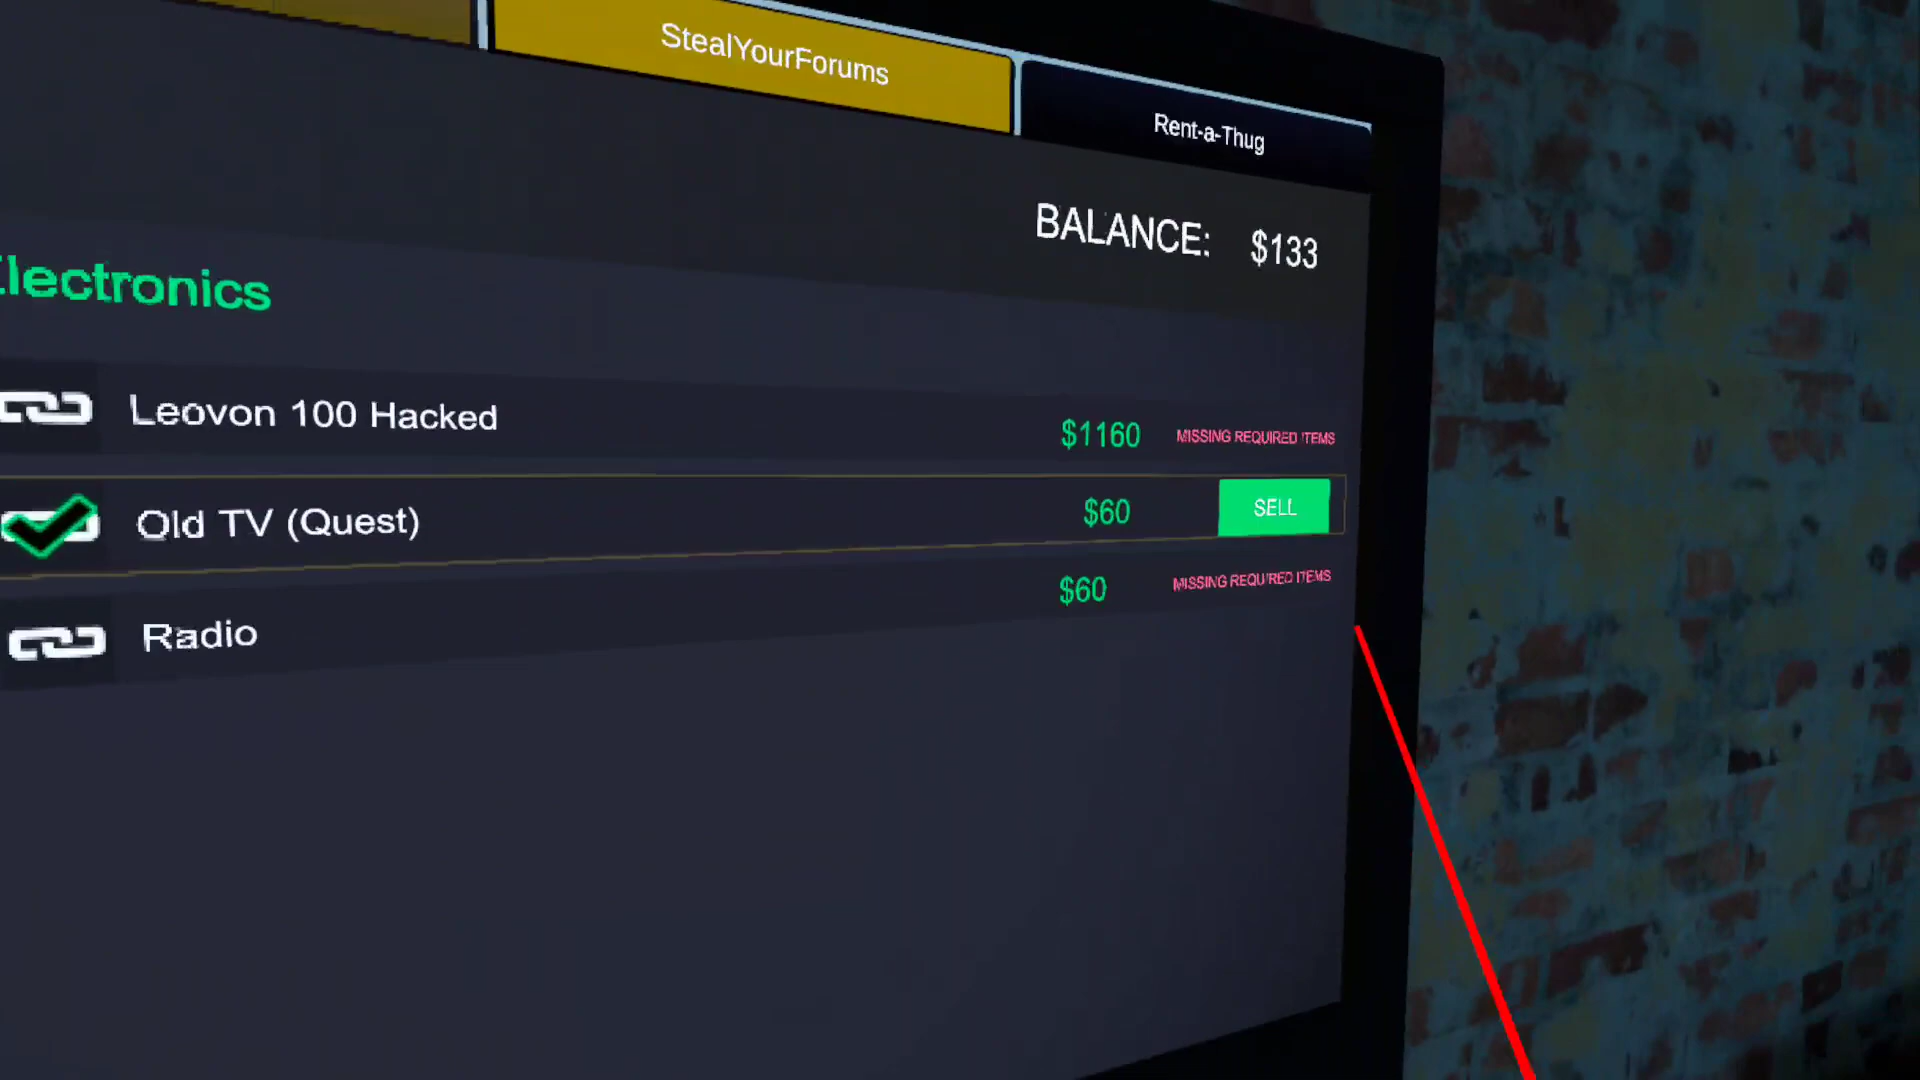 StealYourForums
Rent-a-Thug
BALANCE: $133
Electronics
Leovon 100 Hacked $1160 MISSING REQUIRED ITEMS
Old TV (Quest) $60 SELL
Radio $60 MISSING REQUIRED ITEMS